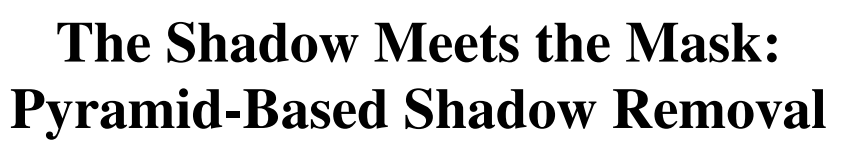 The Shadow Meets the Mask:
Pyramid-Based Shadow Removal